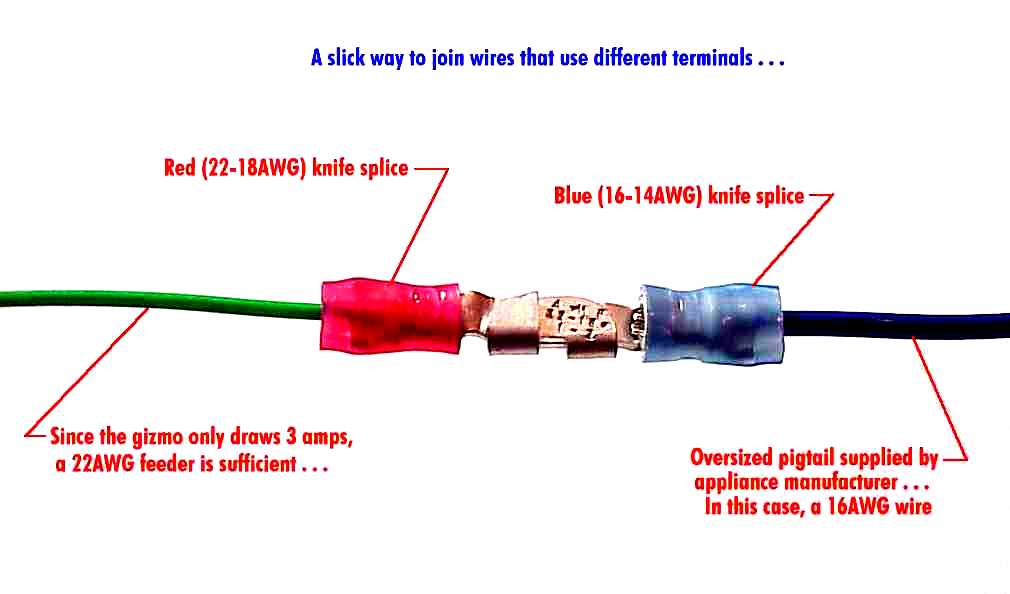 A slick way to join wires that use different terminals . . .
Red (22-18AWG) knife splice
Blue (16-14AWG) knife splice
Since the gizmo only draws 3 amps,
a 22AWG feeder is sufficient . . .
Oversized pigtail supplied by
appliance manufacturer . . .
In this case, a 16AWG wire